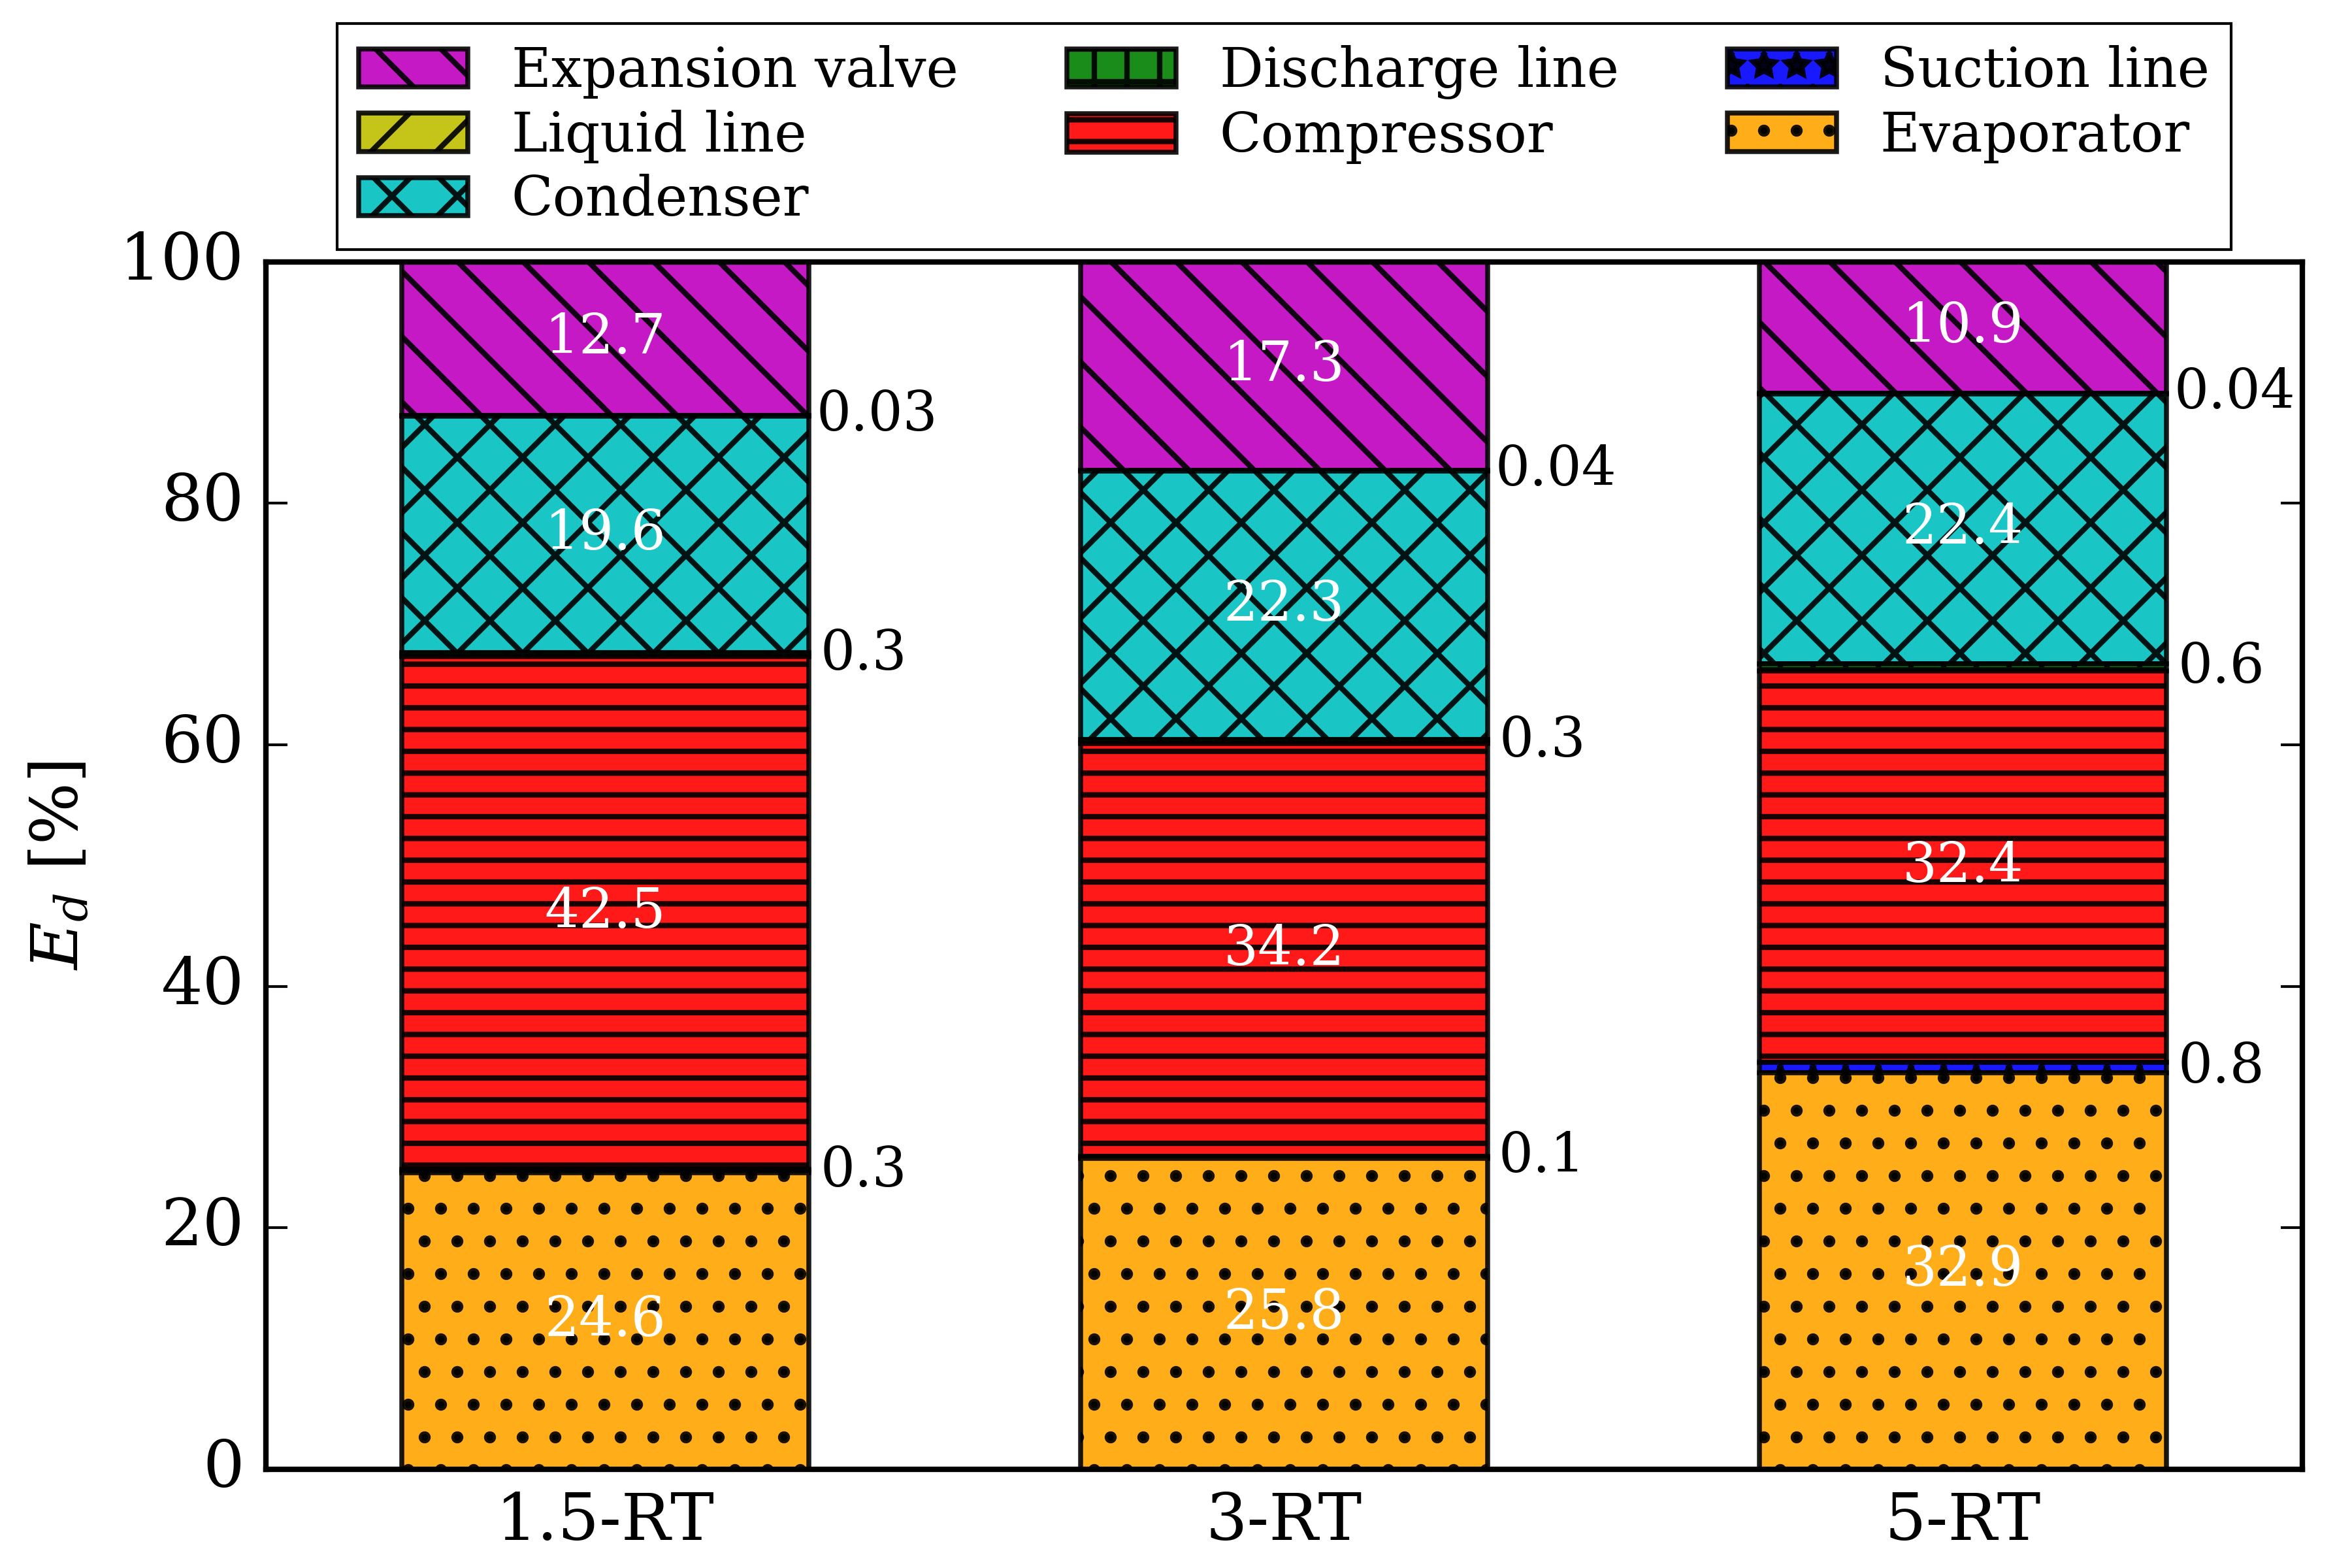 Expansion valve
Liquid line
Condenser
Discharge line
Compressor
Suction line
Evaporator
100
80
60
40
20
0
E_d [%]
12.7
0.03
19.6
0.3
42.5
0.3
24.6
17.3
0.04
22.3
0.3
34.2
0.1
25.8
10.9
0.04
22.4
0.6
32.4
0.8
32.9
1.5-RT
3-RT
5-RT